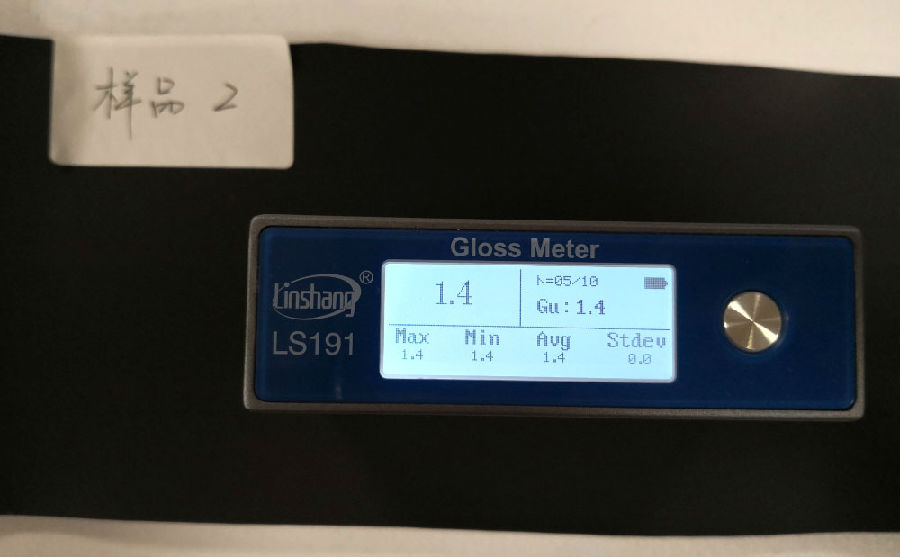 样品 2
Gloss Meter
Linshang®
LS191
1.4
N=05/10
Gu: 1.4
Max Min Avg Stdev
1.4 1.4 1.4 0.0